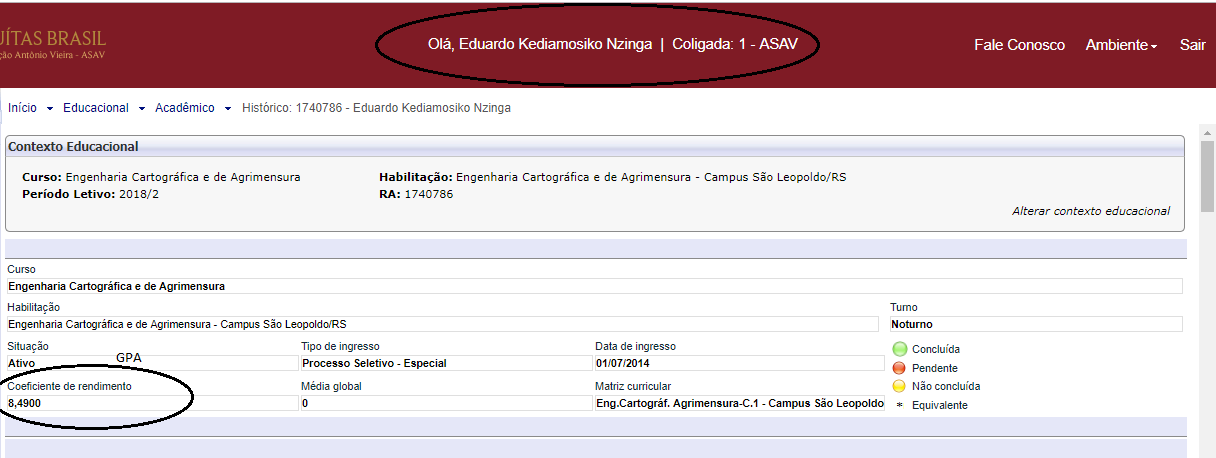 UÍTAS BRASIL
ção Antônio Vieira - ASAV
Olá, Eduardo Kediamosiko Nzinga | Coligada: 1 - ASAV
Fale Conosco Ambiente Sair
Início Educacional Acadêmico Histórico: 1740786 - Eduardo Kediamosiko Nzinga
Contexto Educacional
Curso: Engenharia Cartográfica e de Agrimensura Habilitação: Engenharia Cartográfica e de Agrimensura - Campus São Leopoldo/RS
Período Letivo: 2018/2 RA: 1740786
Alterar contexto educacional
Curso
Engenharia Cartográfica e de Agrimensura
Habilitação Turno
Engenharia Cartográfica e de Agrimensura - Campus São Leopoldo/RS Noturno
Situação Tipo de ingresso Data de ingresso Concluída
GPA
Ativo Processo Seletivo - Especial 01/07/2014 Pendente
Coeficiente de rendimento Média global Matriz curricular Não concluída
8,4900 0 Eng.Cartográf. Agrimensura-C.1 - Campus São Leopoldo * Equivalente